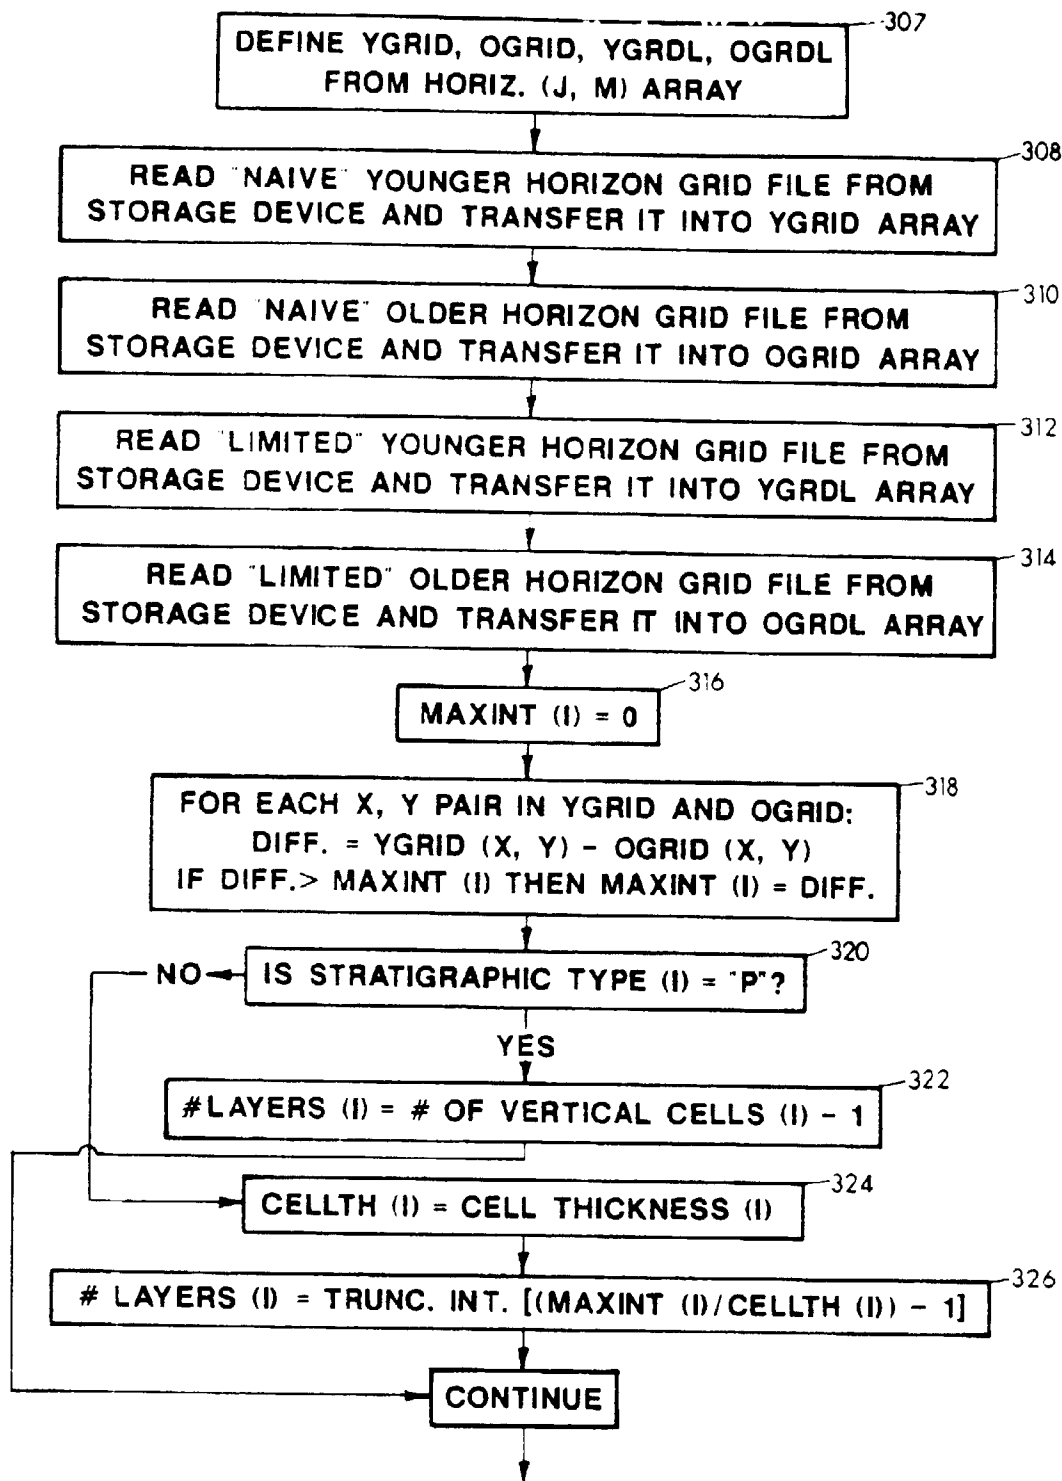 307
DEFINE YGRID, OGRID, YGRDL, OGRDL
FROM HORIZ. (J, M) ARRAY
308
READ "NAIVE" YOUNGER HORIZON GRID FILE FROM
STORAGE DEVICE AND TRANSFER IT INTO YGRID ARRAY
310
READ "NAIVE" OLDER HORIZON GRID FILE FROM
STORAGE DEVICE AND TRANSFER IT INTO OGRID ARRAY
312
READ "LIMITED" YOUNGER HORIZON GRID FILE FROM
STORAGE DEVICE AND TRANSFER IT INTO YGRDL ARRAY
314
READ "LIMITED" OLDER HORIZON GRID FILE FROM
STORAGE DEVICE AND TRANSFER IT INTO OGRDL ARRAY
316
MAXINT (I) = 0
318
FOR EACH X, Y PAIR IN YGRID AND OGRID:
DIFF. = YGRID (X, Y) - OGRID (X, Y)
IF DIFF.> MAXINT (I) THEN MAXINT (I) = DIFF.
320
NO
IS STRATIGRAPHIC TYPE (I) = "P"?
YES
322
#LAYERS (I) = # OF VERTICAL CELLS (I) - 1
324
CELLTH (I) = CELL THICKNESS (I)
326
# LAYERS (I) = TRUNC. INT. [(MAXINT (I)/CELLTH (I)) - 1]
CONTINUE